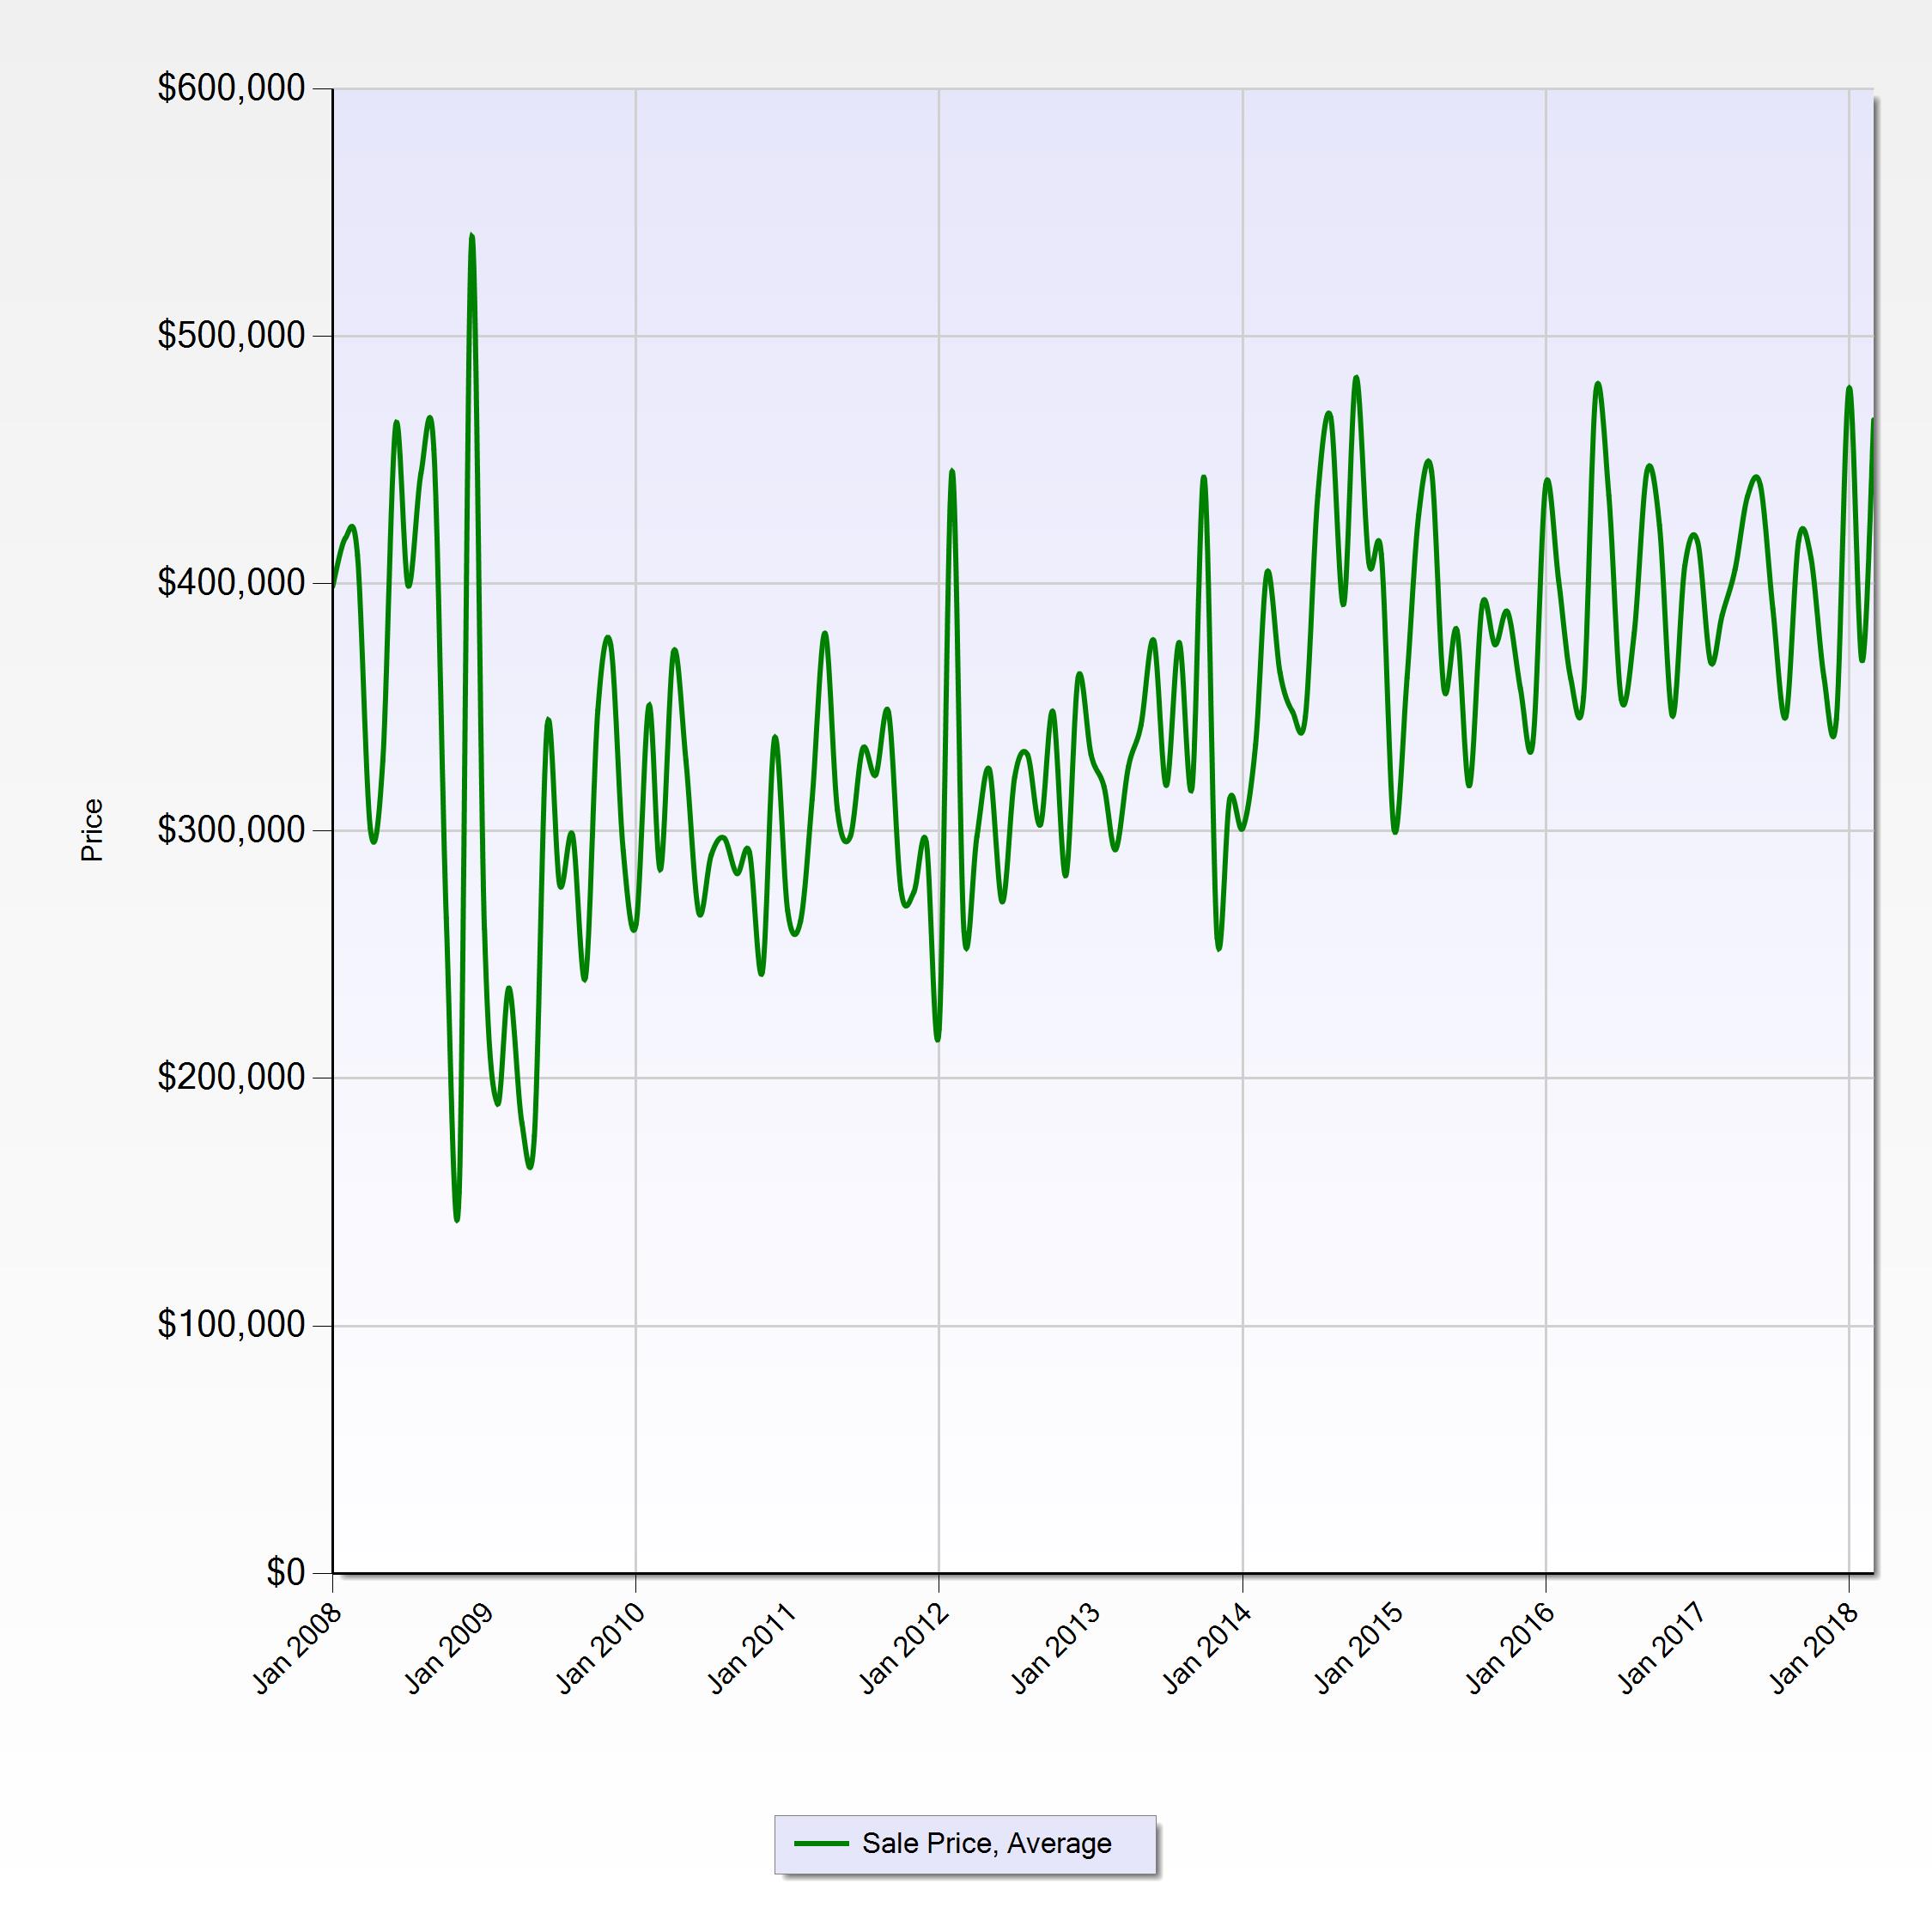 $600,000
$500,000
$400,000
$300,000
$200,000
$100,000
$0
Price
Jan 2008
Jan 2009
Jan 2010
Jan 2011
Jan 2012
Jan 2013
Jan 2014
Jan 2015
Jan 2016
Jan 2017
Jan 2018
Sale Price, Average